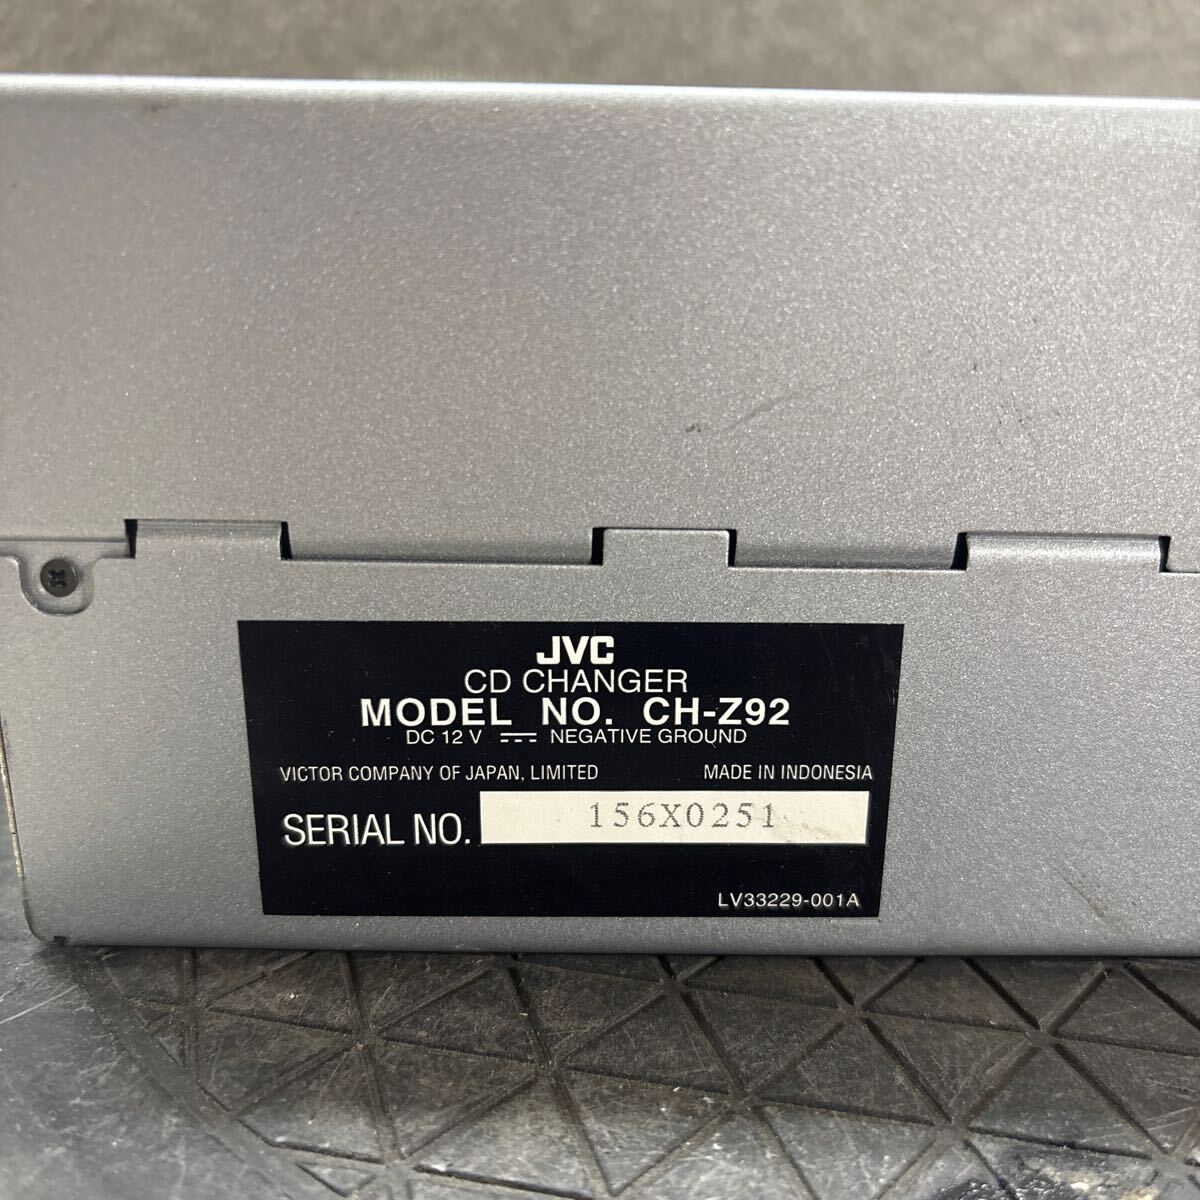 JVC
CD CHANGER
MODEL NO. CH-Z92
DC 12 V ⎓ NEGATIVE GROUND
VICTOR COMPANY OF JAPAN, LIMITED MADE IN INDONESIA
SERIAL NO. 156X0251
LV33229-001A